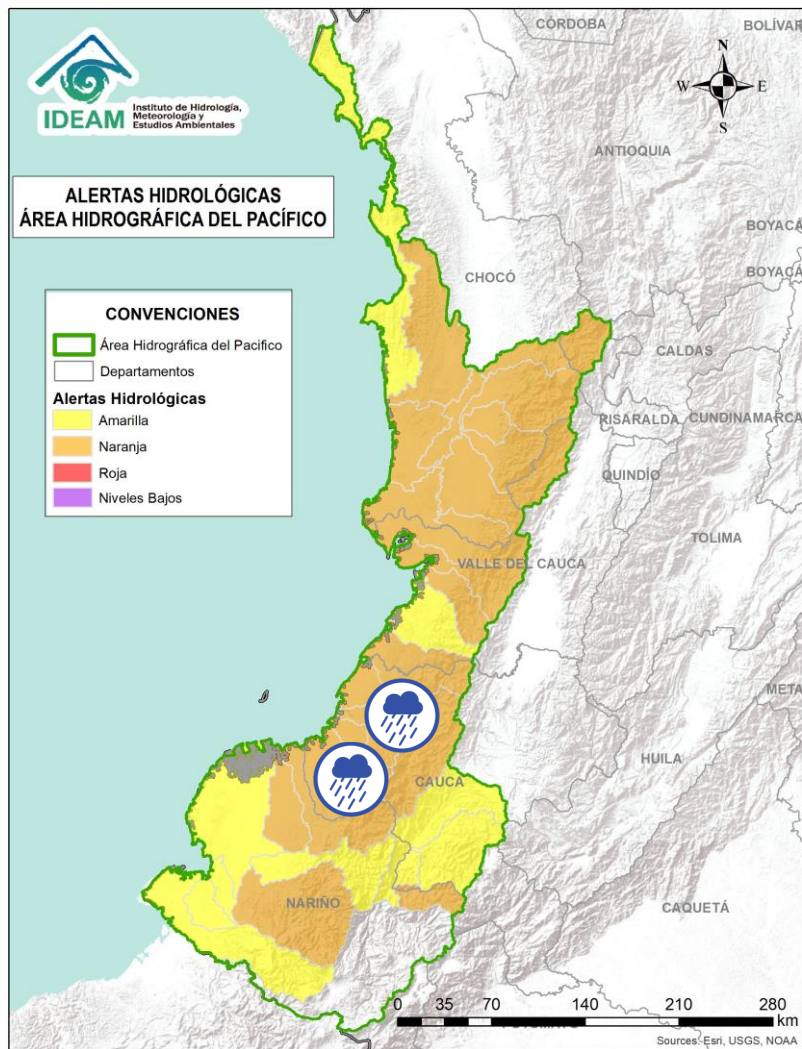 IDEAM
Instituto de Hidrología,
Meteorología y
Estudios Ambientales
ALERTAS HIDROLÓGICAS
ÁREA HIDROGRÁFICA DEL PACÍFICO
CONVENCIONES
Área Hidrográfica del Pacifico
Departamentos
Alertas Hidrológicas
Amarilla
Naranja
Roja
Niveles Bajos
N
W
E
S
CÓRDOBA
BOLÍVAR
ANTIOQUIA
BOYACÁ
BOYACÁ
CHOCÓ
CALDAS
RISARALDA
CUNDINAMARCA
QUINDÍO
TOLIMA
VALLE DEL CAUCA
META
HUILA
CAUCA
NARIÑO
CAQUETÁ
0 35 70 140 210 280
km
Sources: Esri, USGS, NOAA